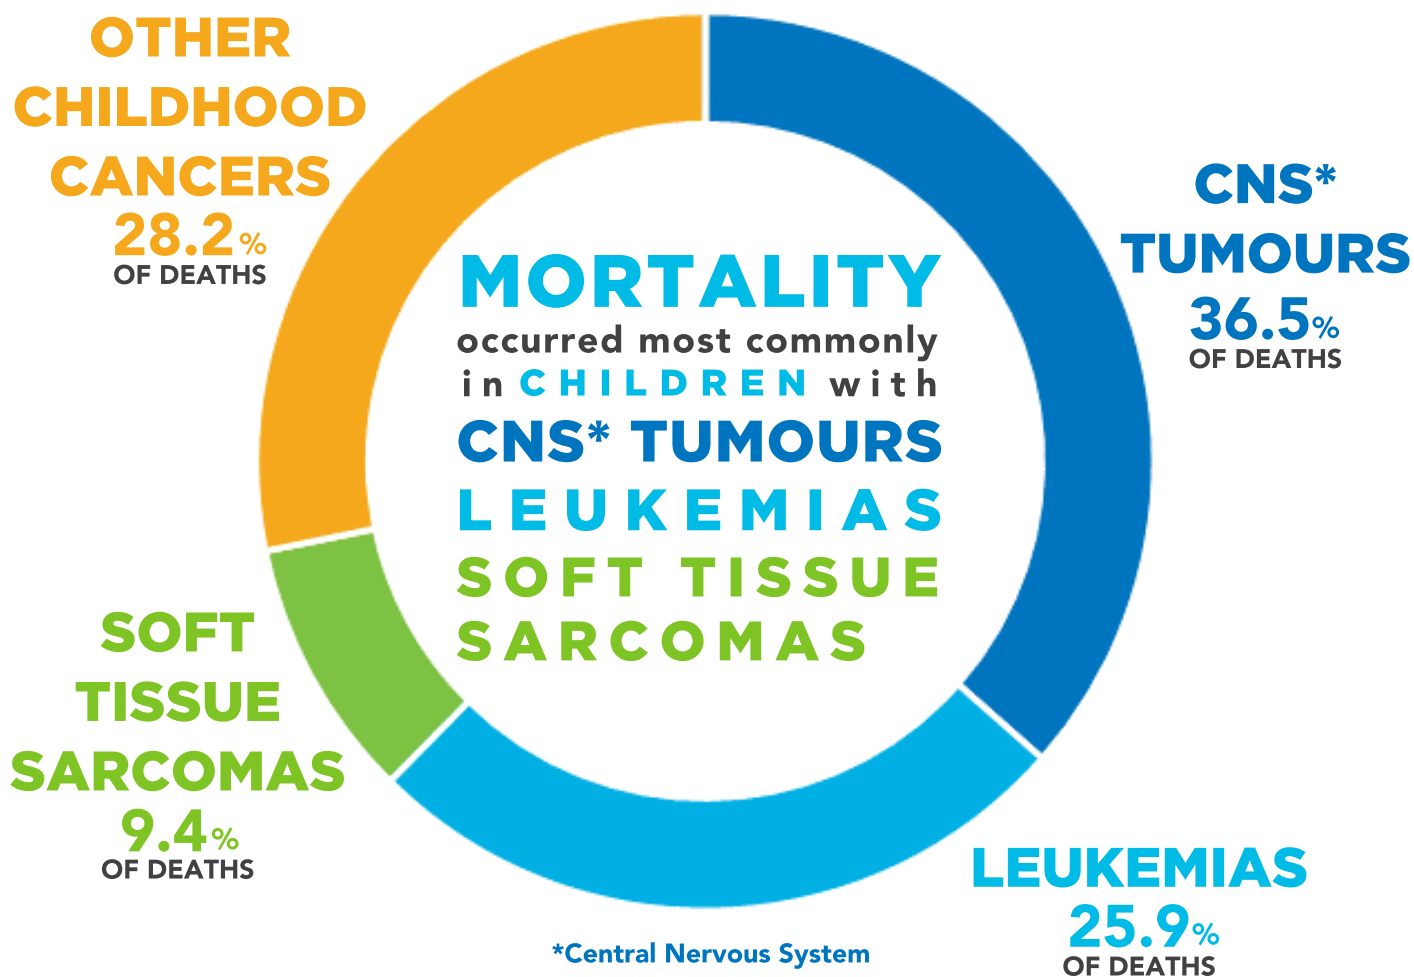 OTHER
CHILDHOOD
CANCERS
28.2%
OF DEATHS
CNS*
TUMOURS
36.5%
OF DEATHS
MORTALITY
occurred most commonly
in CHILDREN with
CNS* TUMOURS
LEUKEMIAS
SOFT TISSUE
SARCOMAS
SOFT
TISSUE
SARCOMAS
9.4%
OF DEATHS
LEUKEMIAS
25.9%
OF DEATHS
*Central Nervous System